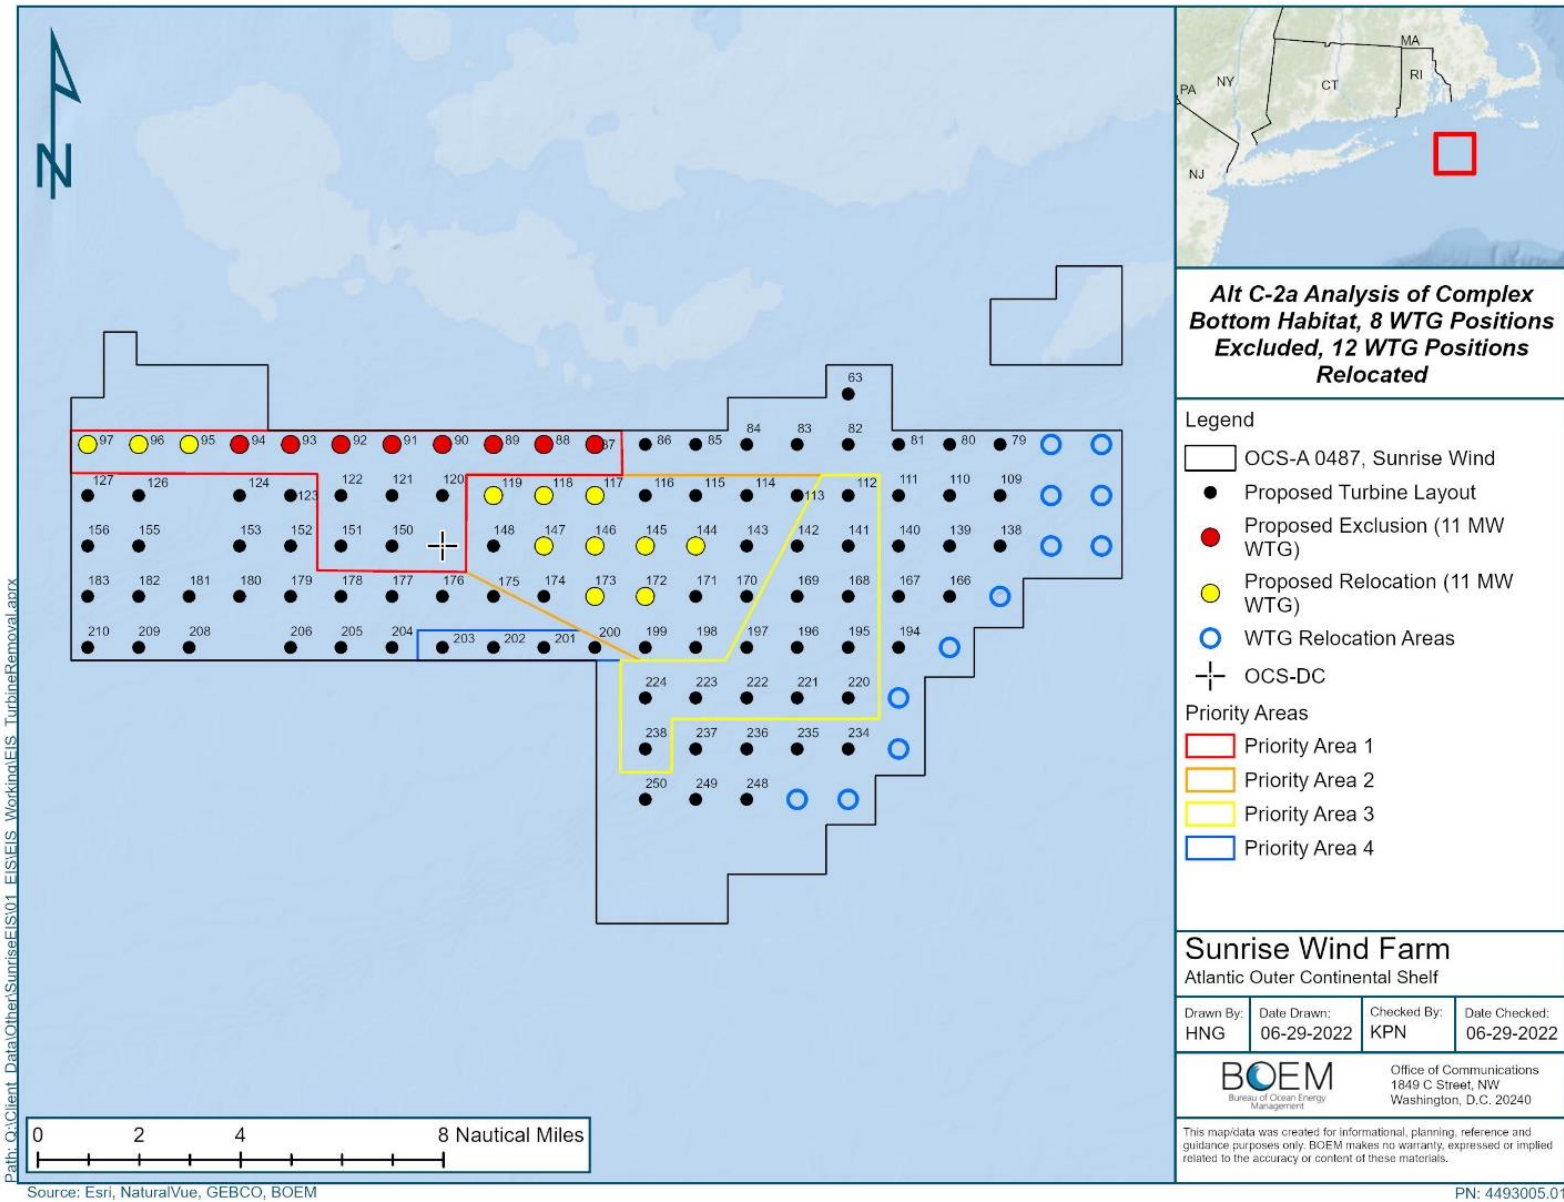 N
MA
NY
CT
RI
PA
NJ
Alt C-2a Analysis of Complex
Bottom Habitat, 8 WTG Positions
Excluded, 12 WTG Positions
Relocated
Legend
OCS-A 0487, Sunrise Wind
Proposed Turbine Layout
Proposed Exclusion (11 MW
WTG)
Proposed Relocation (11 MW
WTG)
WTG Relocation Areas
OCS-DC
Priority Areas
Priority Area 1
Priority Area 2
Priority Area 3
Priority Area 4
63
97 96 95 94 93 92 91 90 89 88 87 86 85 84 83 82 81 80 79
127 126 124 123 122 121 120 119 118 117 116 115 114 113 112 111 110 109
156 155 153 152 151 150 148 147 146 145 144 143 142 141 140 139 138
183 182 181 180 179 178 177 176 175 174 173 172 171 170 169 168 167 166
210 209 208 206 205 204 203 202 201 200 199 198 197 196 195 194
224 223 222 221 220
238 237 236 235 234
250 249 248
Sunrise Wind Farm
Atlantic Outer Continental Shelf
Drawn By: Date Drawn: Checked By: Date Checked:
HNG 06-29-2022 KPN 06-29-2022
BOEM
Bureau of Ocean Energy
Management
Office of Communications
1849 C Street, NW
Washington, D.C. 20240
This map/data was created for informational, planning, reference and
guidance purposes only. BOEM makes no warranty, expressed or implied
related to the accuracy or content of these materials.
0 2 4 8 Nautical Miles
Path: Q:\Client_Data\Other\SunriseEIS\01_EIS\EIS_Working\EIS_TurbineRemoval.aprx
Source: Esri, NaturalVue, GEBCO, BOEM
PN: 4493005.01